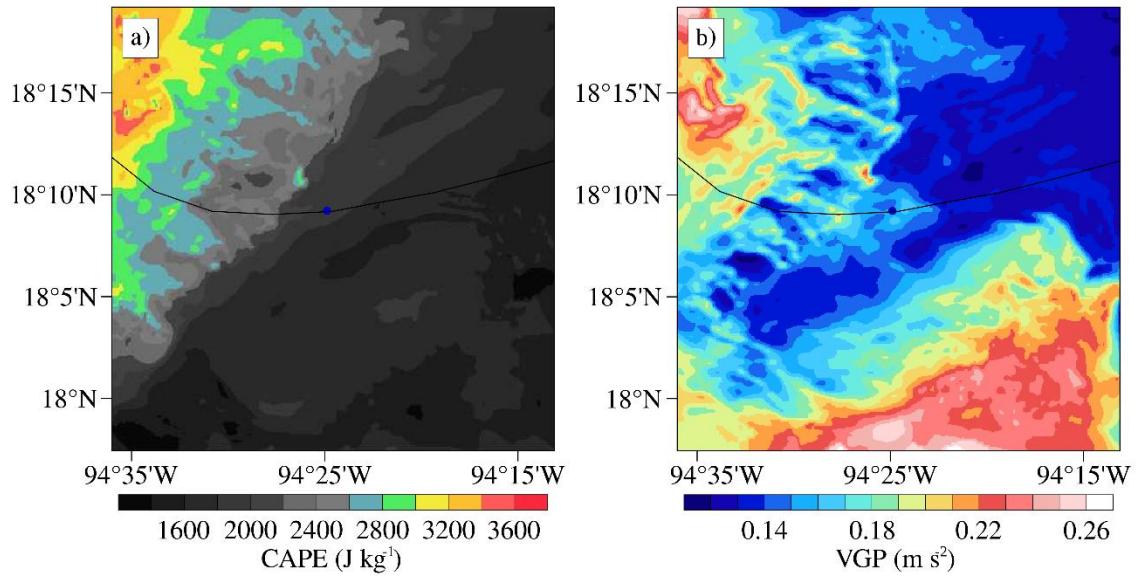 a)
18°15'N
18°10'N
18°5'N
18°N
94°35'W 94°25'W 94°15'W
1600 2000 2400 2800 3200 3600
CAPE (J kg⁻¹)
b)
18°15'N
18°10'N
18°5'N
18°N
94°35'W 94°25'W 94°15'W
0.14 0.18 0.22 0.26
VGP (m s²)